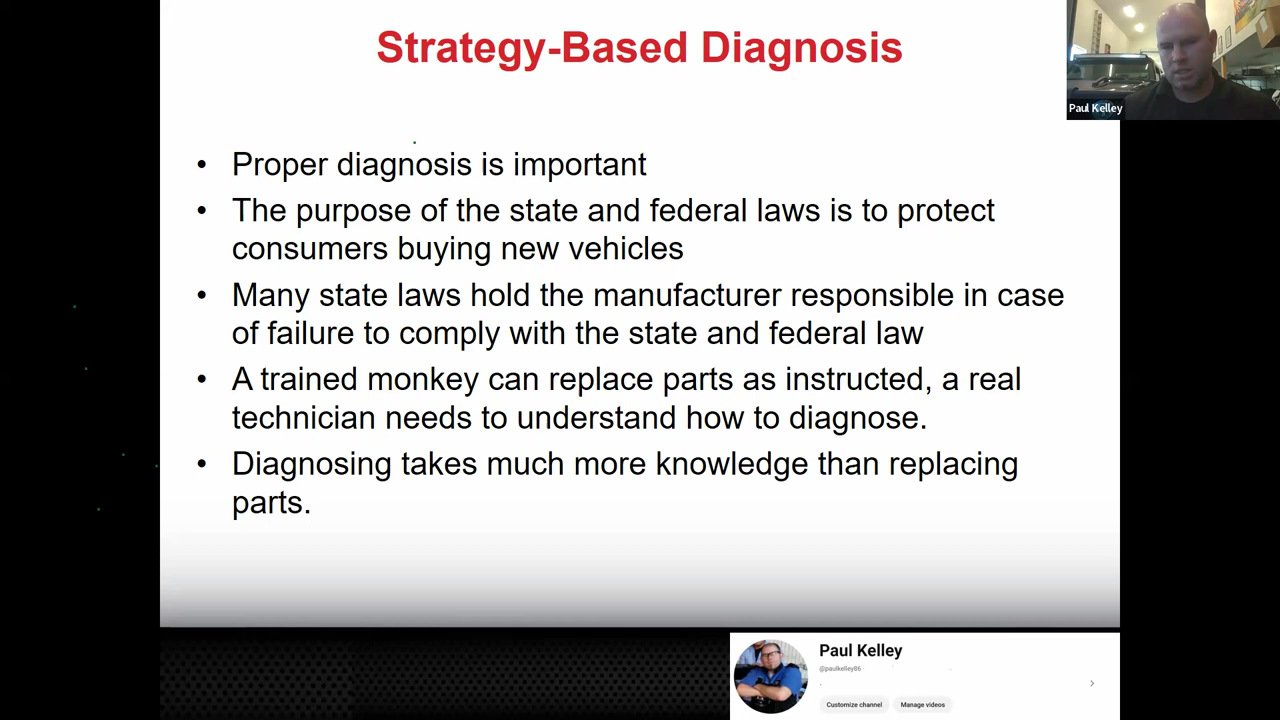 Strategy-Based Diagnosis
Paul Kelley
• Proper diagnosis is important
• The purpose of the state and federal laws is to protect
consumers buying new vehicles
• Many state laws hold the manufacturer responsible in case
of failure to comply with the state and federal law
• A trained monkey can replace parts as instructed, a real
technician needs to understand how to diagnose.
• Diagnosing takes much more knowledge than replacing
parts.
Paul Kelley
@paulkelley86
Customize channel
Manage videos